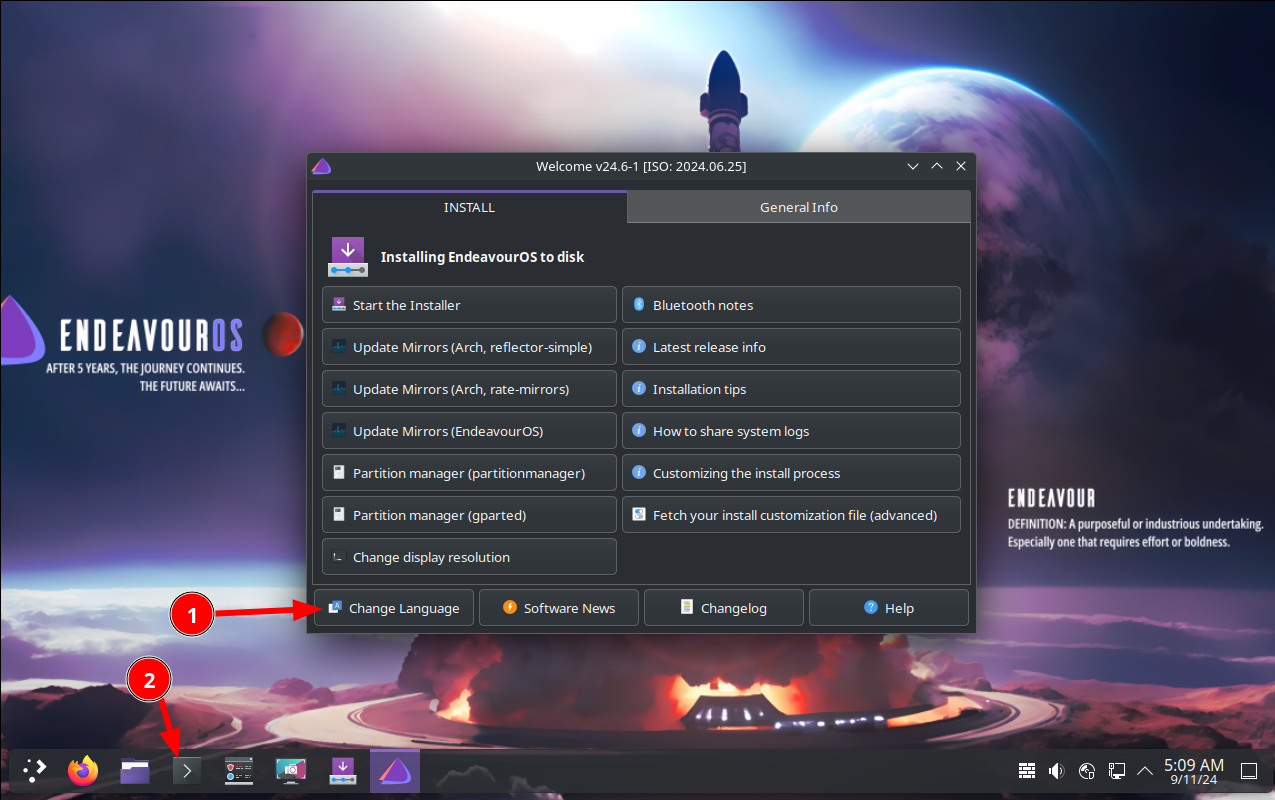 Welcome v24.6-1 [ISO: 2024.06.25]
INSTALL
General Info
Installing EndeavourOS to disk
Start the Installer
Bluetooth notes
Update Mirrors (Arch, reflector-simple)
Latest release info
Update Mirrors (Arch, rate-mirrors)
Installation tips
Update Mirrors (EndeavourOS)
How to share system logs
Partition manager (partitionmanager)
Customizing the install process
Partition manager (gparted)
Fetch your install customization file (advanced)
Change display resolution
Change Language
Software News
Changelog
Help
ENDEAVOUROS
AFTER 5 YEARS, THE JOURNEY CONTINUES.
THE FUTURE AWAITS...
ENDEAVOUR
DEFINITION: A purposeful or industrious undertaking.
Especially one that requires effort or boldness.
1
2
5:09 AM
9/11/24